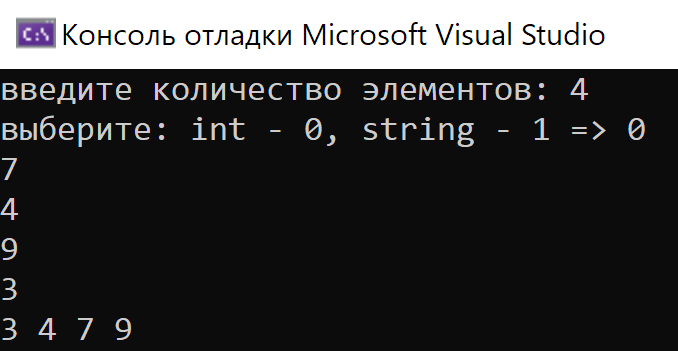 C:\
Консоль отладки Microsoft Visual Studio
введите количество элементов: 4
выберите: int - 0, string - 1 => 0
7
4
9
3
3 4 7 9